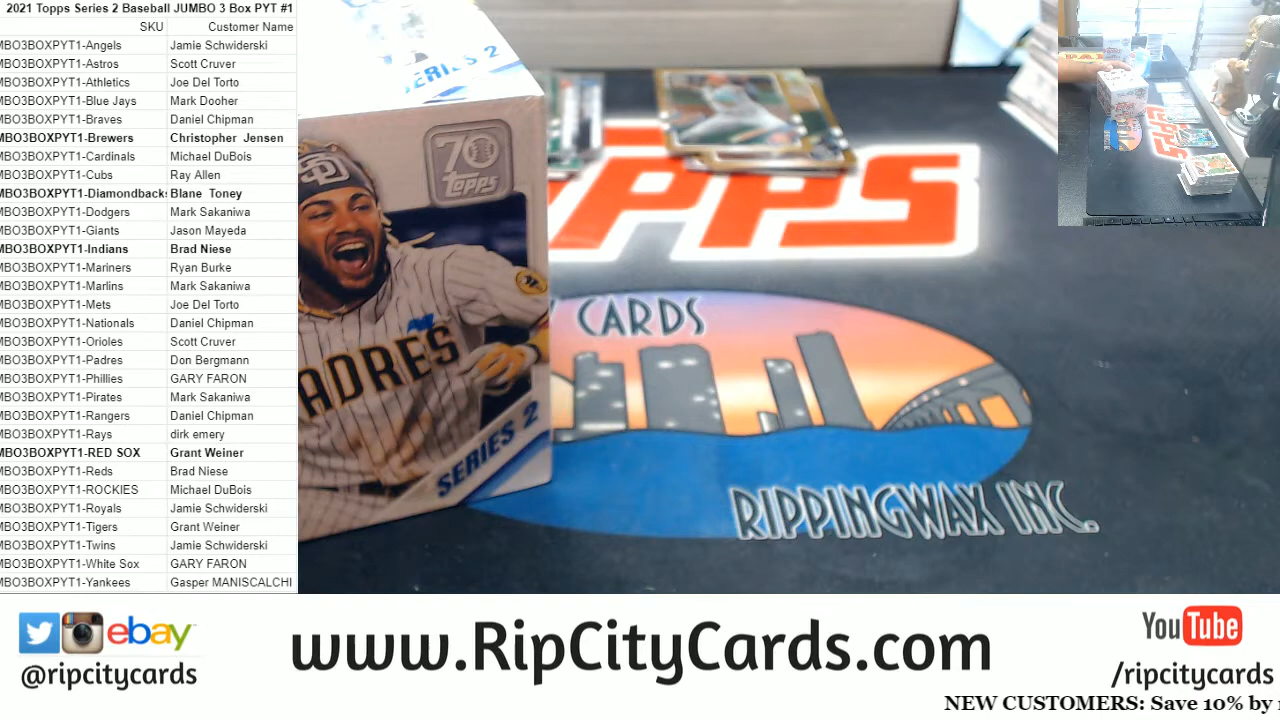 2021 Topps Series 2 Baseball JUMBO 3 Box PYT #1
SKU Customer Name
MBO3BOXPYT1-Angels Jamie Schwiderski
MBO3BOXPYT1-Astros Scott Cruver
MBO3BOXPYT1-Athletics Joe Del Torto
MBO3BOXPYT1-Blue Jays Mark Dooher
MBO3BOXPYT1-Braves Daniel Chipman
MBO3BOXPYT1-Brewers Christopher Jensen
MBO3BOXPYT1-Cardinals Michael DuBois
MBO3BOXPYT1-Cubs Ray Allen
MBO3BOXPYT1-Diamondbacks Blane Toney
MBO3BOXPYT1-Dodgers Mark Sakaniwa
MBO3BOXPYT1-Giants Jason Mayeda
MBO3BOXPYT1-Indians Brad Niese
MBO3BOXPYT1-Mariners Ryan Burke
MBO3BOXPYT1-Marlins Mark Sakaniwa
MBO3BOXPYT1-Mets Joe Del Torto
MBO3BOXPYT1-Nationals Daniel Chipman
MBO3BOXPYT1-Orioles Scott Cruver
MBO3BOXPYT1-Padres Don Bergmann
MBO3BOXPYT1-Phillies GARY FARON
MBO3BOXPYT1-Pirates Mark Sakaniwa
MBO3BOXPYT1-Rangers Daniel Chipman
MBO3BOXPYT1-Rays dirk emery
MBO3BOXPYT1-RED SOX Grant Weiner
MBO3BOXPYT1-Reds Brad Niese
MBO3BOXPYT1-ROCKIES Michael DuBois
MBO3BOXPYT1-Royals Jamie Schwiderski
MBO3BOXPYT1-Tigers Grant Weiner
MBO3BOXPYT1-Twins Jamie Schwiderski
MBO3BOXPYT1-White Sox GARY FARON
MBO3BOXPYT1-Yankees Gasper MANISCALCHI
SERIES 2
70
Topps
SD
PADRES
SERIES 2
TOPPS
CARDS
RIPPINGWAX INC.
ebay
@ripcitycards
www.RipCityCards.com
YouTube
/ripcitycards
NEW CUSTOMERS: Save 10% by